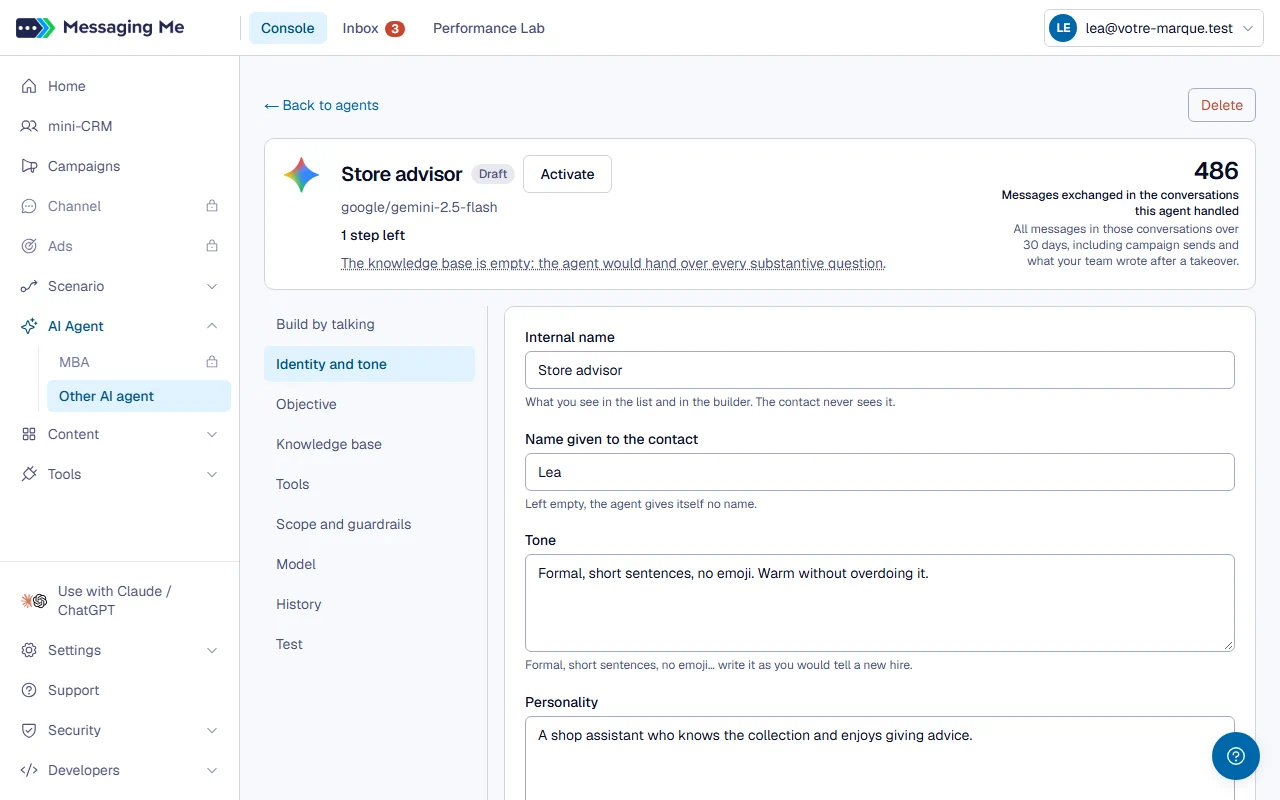 Messaging Me
Console
Inbox 3
Performance Lab
LE lea@votre-marque.test
Home
mini-CRM
Campaigns
Channel
Ads
Scenario
AI Agent
MBA
Other AI agent
Content
Tools
Use with Claude /
ChatGPT
Settings
Support
Security
Developers
← Back to agents
Delete
Store advisor Draft Activate
google/gemini-2.5-flash
1 step left
The knowledge base is empty: the agent would hand over every substantive question.
486
Messages exchanged in the conversations
this agent handled
All messages in those conversations over
30 days, including campaign sends and
what your team wrote after a takeover.
Build by talking
Identity and tone
Objective
Knowledge base
Tools
Scope and guardrails
Model
History
Test
Internal name
Store advisor
What you see in the list and in the builder. The contact never sees it.
Name given to the contact
Lea
Left empty, the agent gives itself no name.
Tone
Formal, short sentences, no emoji. Warm without overdoing it.
Formal, short sentences, no emoji… write it as you would tell a new hire.
Personality
A shop assistant who knows the collection and enjoys giving advice.